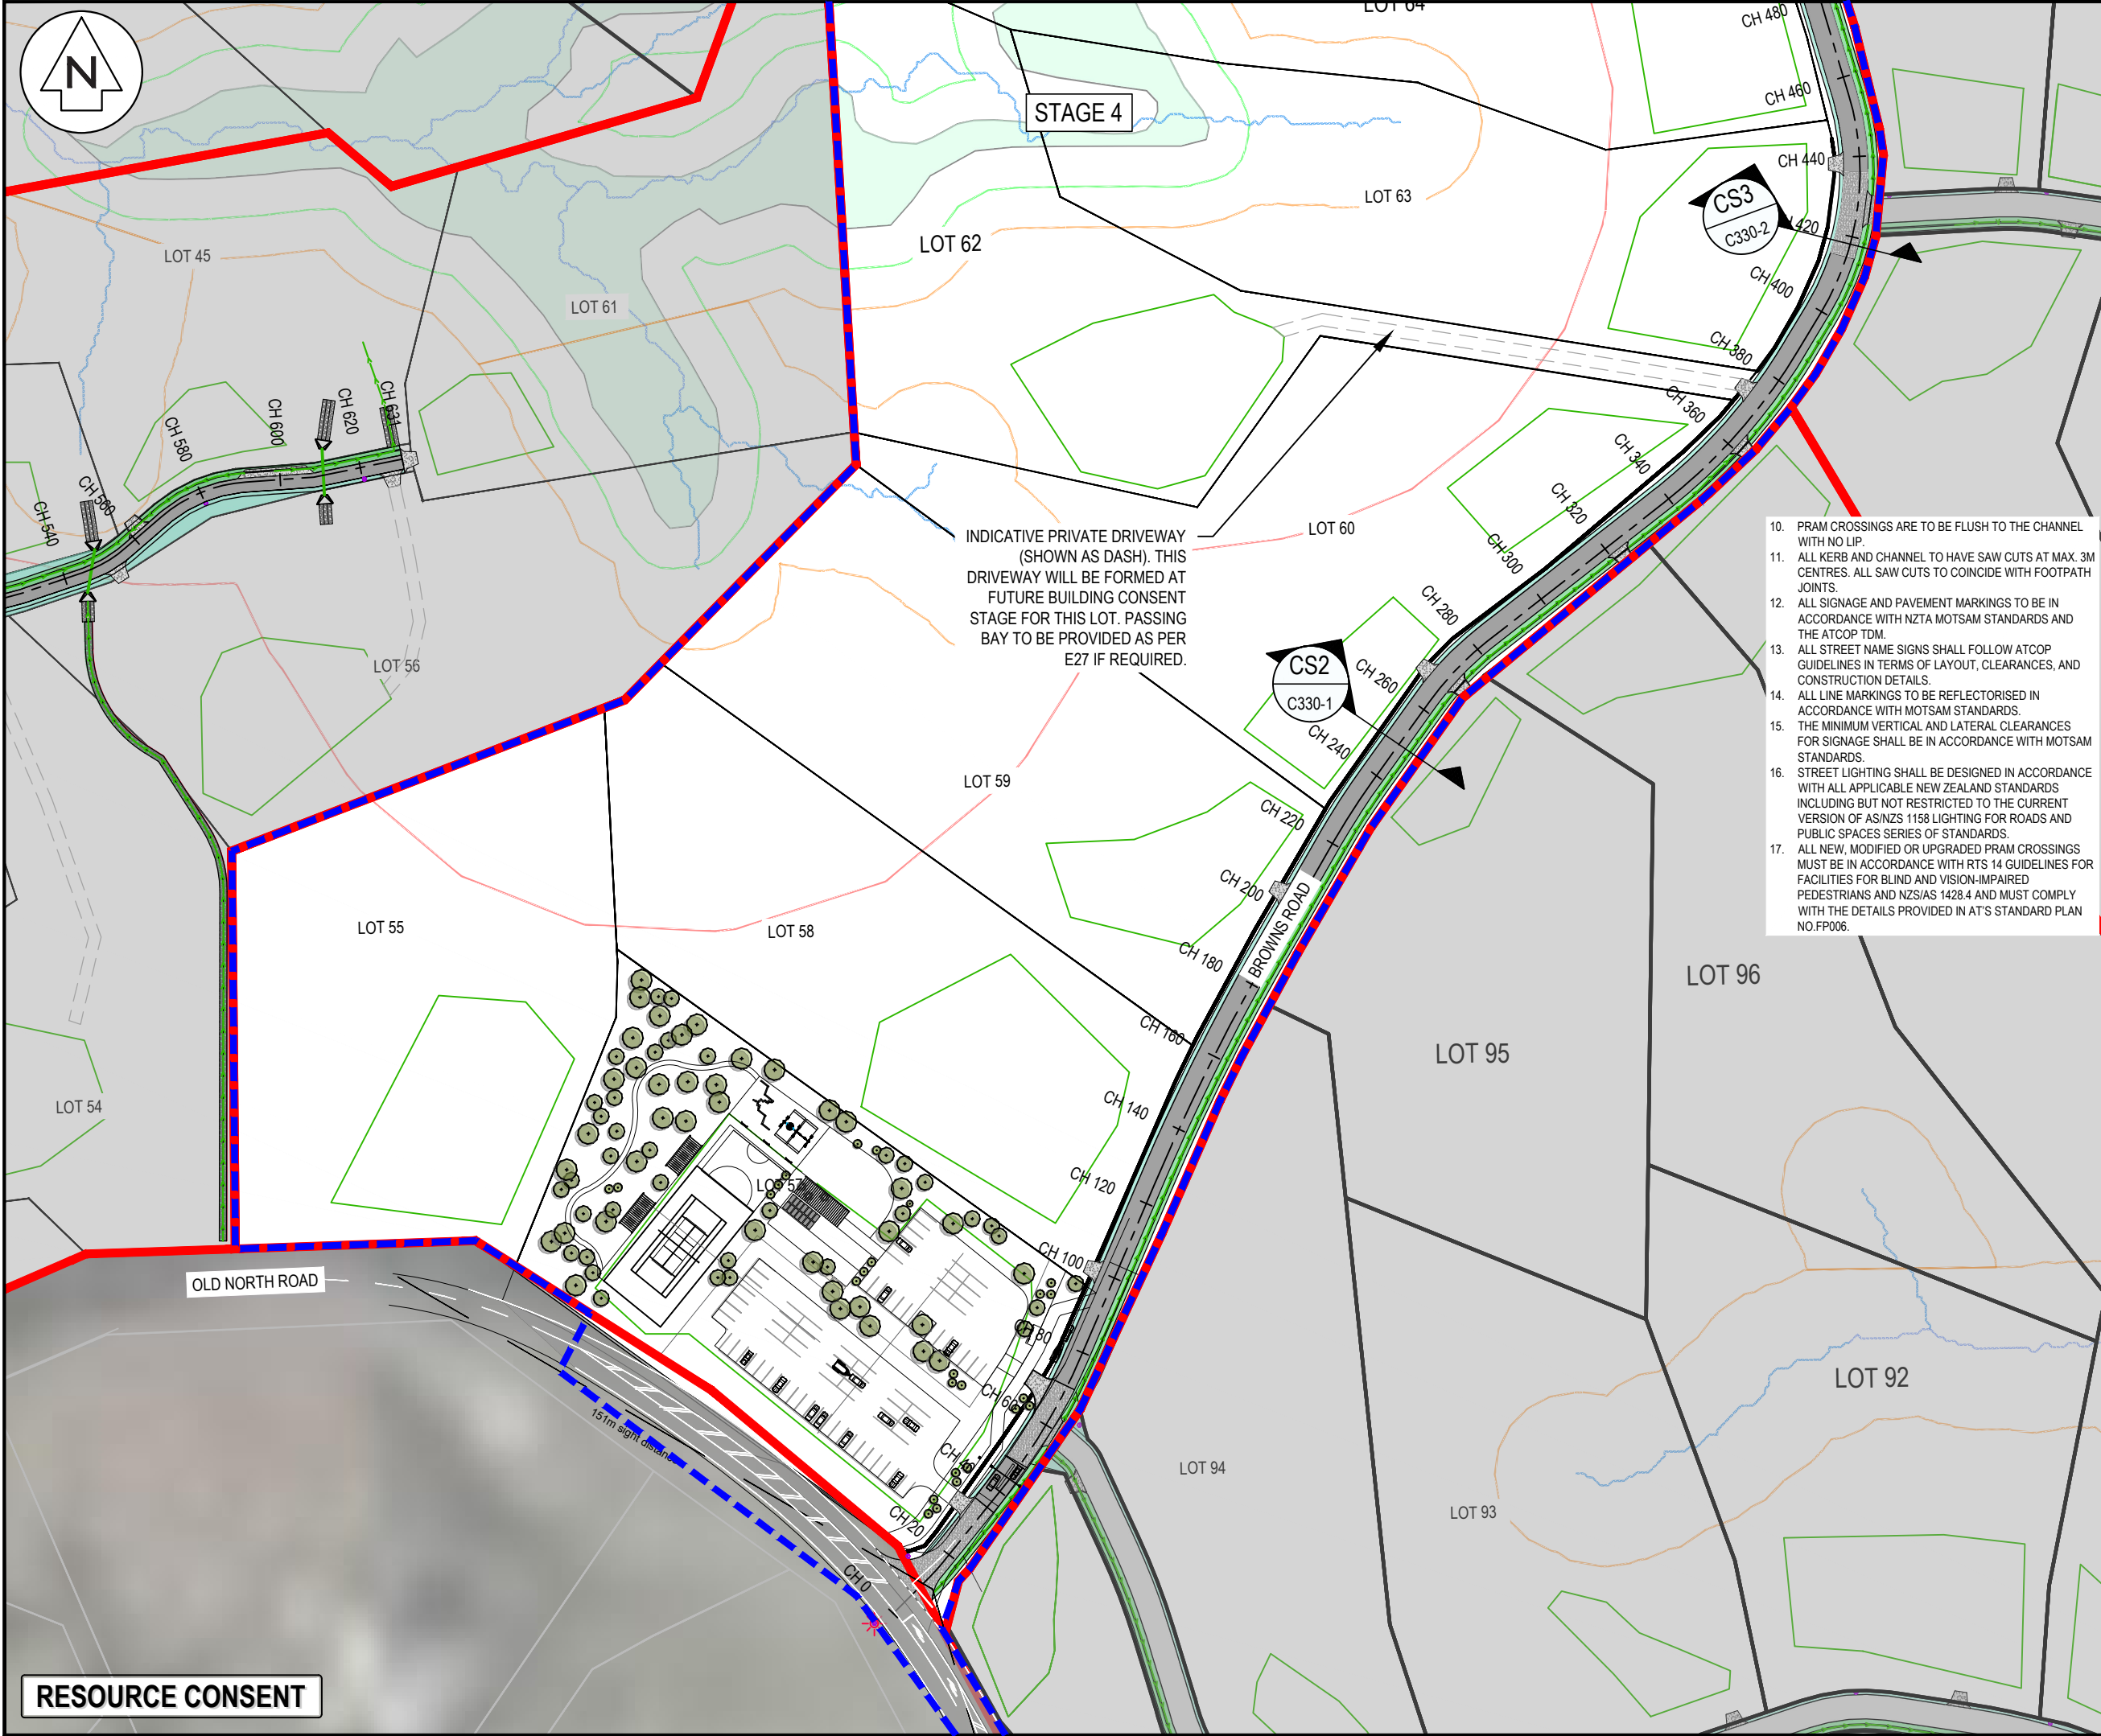 N
LOT 64
CH 480
STAGE 4
CH 460
CH 440
LOT 63
CS3
C330-2
420
LOT 62
LOT 45
CH 400
LOT 61
CH 380
CH 360
CH 631
CH 620
CH 600
CH 580
CH 560
CH 540
CH 340
CH 320
CH 300
LOT 60
INDICATIVE PRIVATE DRIVEWAY
(SHOWN AS DASH). THIS
DRIVEWAY WILL BE FORMED AT
FUTURE BUILDING CONSENT
STAGE FOR THIS LOT. PASSING
BAY TO BE PROVIDED AS PER
E27 IF REQUIRED.
10. PRAM CROSSINGS ARE TO BE FLUSH TO THE CHANNEL
WITH NO LIP.
11. ALL KERB AND CHANNEL TO HAVE SAW CUTS AT MAX. 3M
CENTRES. ALL SAW CUTS TO COINCIDE WITH FOOTPATH
JOINTS.
12. ALL SIGNAGE AND PAVEMENT MARKINGS TO BE IN
ACCORDANCE WITH NZTA MOTSAM STANDARDS AND
THE ATCOP TDM.
13. ALL STREET NAME SIGNS SHALL FOLLOW ATCOP
GUIDELINES IN TERMS OF LAYOUT, CLEARANCES, AND
CONSTRUCTION DETAILS.
14. ALL LINE MARKINGS TO BE REFLECTORISED IN
ACCORDANCE WITH MOTSAM STANDARDS.
15. THE MINIMUM VERTICAL AND LATERAL CLEARANCES
FOR SIGNAGE SHALL BE IN ACCORDANCE WITH MOTSAM
STANDARDS.
16. STREET LIGHTING SHALL BE DESIGNED IN ACCORDANCE
WITH ALL APPLICABLE NEW ZEALAND STANDARDS
INCLUDING BUT NOT RESTRICTED TO THE CURRENT
VERSION OF AS/NZS 1158 LIGHTING FOR ROADS AND
PUBLIC SPACES SERIES OF STANDARDS.
17. ALL NEW, MODIFIED OR UPGRADED PRAM CROSSINGS
MUST BE IN ACCORDANCE WITH RTS 14 GUIDELINES FOR
FACILITIES FOR BLIND AND VISION-IMPAIRED
PEDESTRIANS AND NZS/AS 1428.4 AND MUST COMPLY
WITH THE DETAILS PROVIDED IN AT'S STANDARD PLAN
NO.FP006.
CH 280
CS2
C330-1
CH 260
CH 240
LOT 56
LOT 59
CH 220
CH 200
BROWNS ROAD
LOT 55
LOT 58
CH 180
LOT 96
CH 160
LOT 95
CH 140
LOT 54
CH 120
LOT 57
CH 100
OLD NORTH ROAD
CH 80
LOT 92
CH 60
151m sight distance
LOT 94
LOT 93
CH 20
CH 0
RESOURCE CONSENT